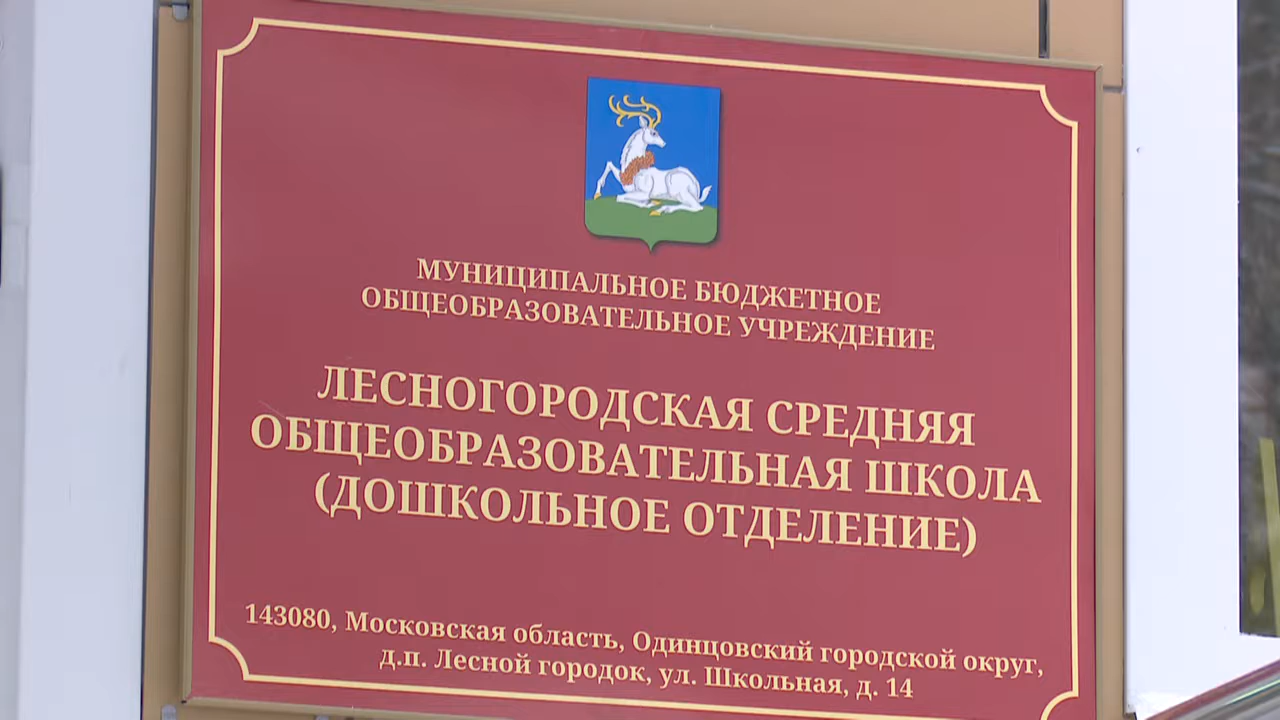 МУНИЦИПАЛЬНОЕ БЮДЖЕТНОЕ
ОБЩЕОБРАЗОВАТЕЛЬНОЕ УЧРЕЖДЕНИЕ
ЛЕСНОГОРОДСКАЯ СРЕДНЯЯ
ОБЩЕОБРАЗОВАТЕЛЬНАЯ ШКОЛА
(ДОШКОЛЬНОЕ ОТДЕЛЕНИЕ)
143080, Московская область, Одинцовский городской округ,
д.п. Лесной городок, ул. Школьная, д. 14